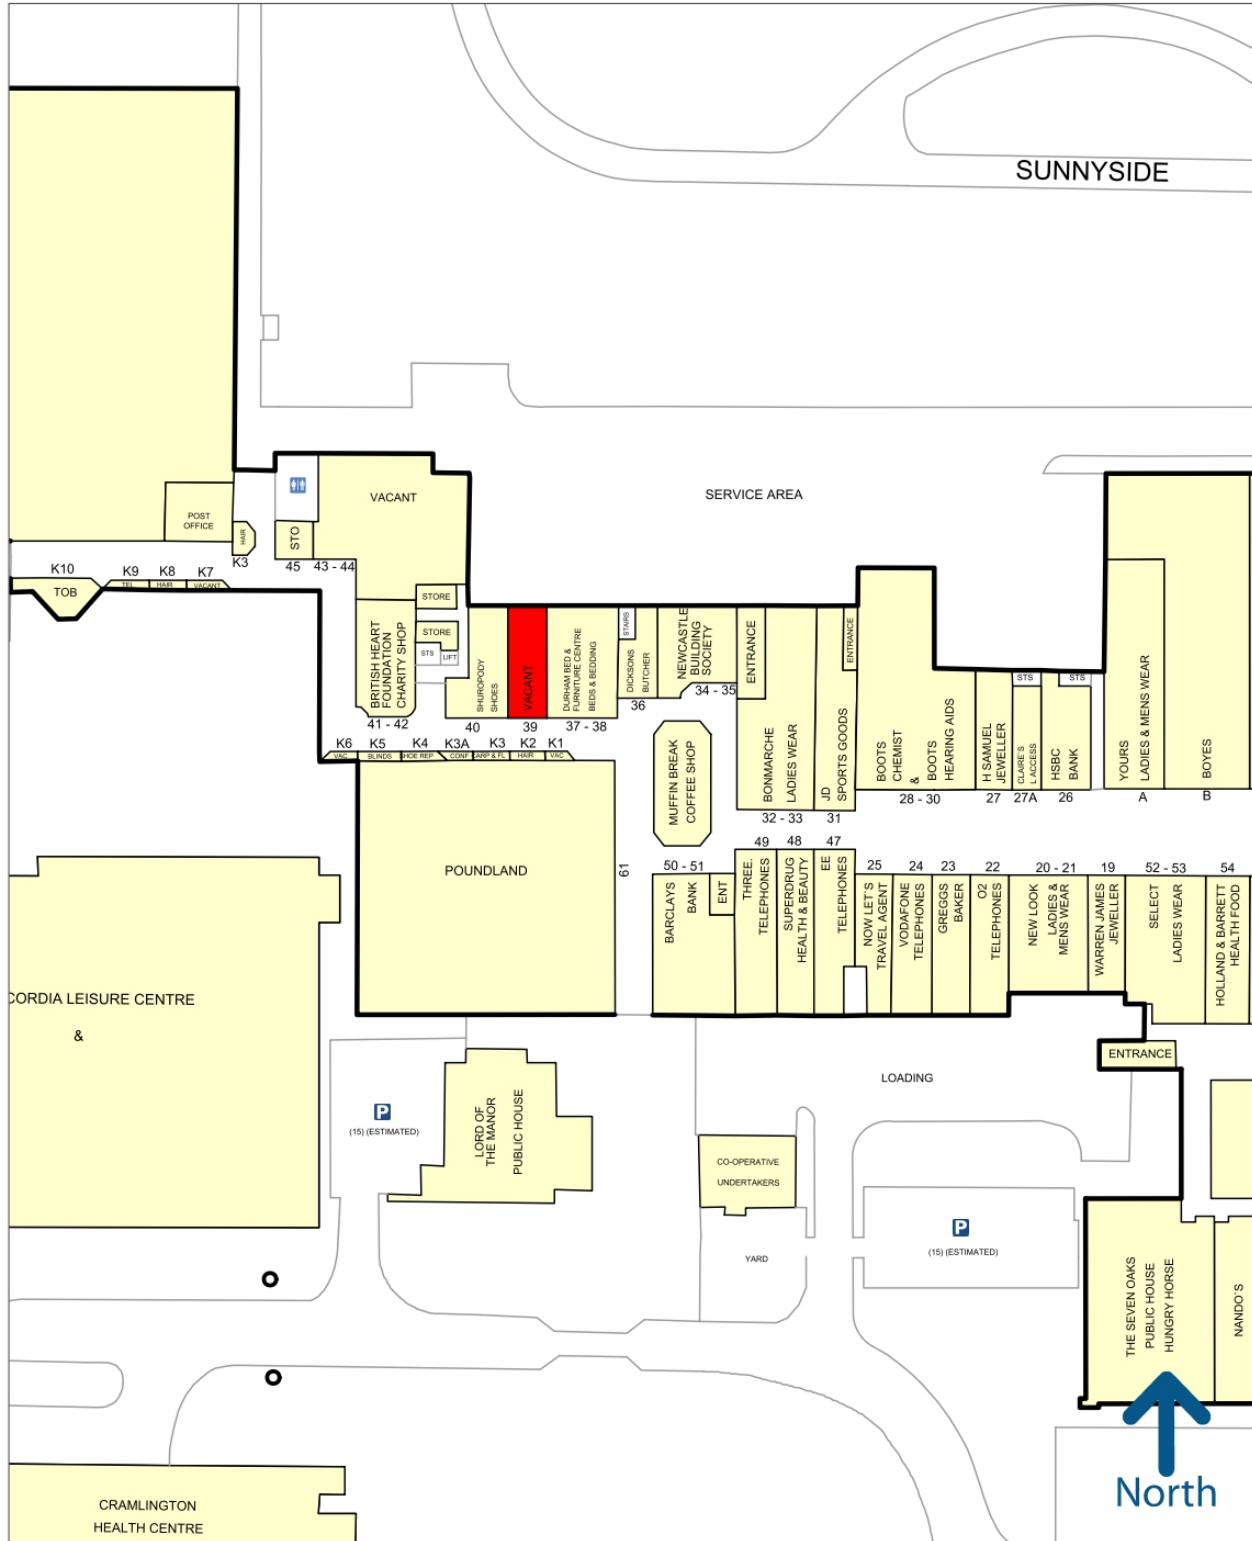 SUNNYSIDE
SERVICE AREA
VACANT
POST
OFFICE
HAIR
K3
STO
45
43 - 44
K10
TOB
K9
TEL
K8
HAIR
K7
VACANT
STORE
STORE
STS
LIFT
BRITISH HEART
FOUNDATION
CHARITY SHOP
41 - 42
SHUROPODY
SHOES
40
VACANT
39
DURHAM BED &
FURNITURE CENTRE
BEDS & BEDDING
37 - 38
STAIRS
DICKSONS
BUTCHER
36
NEWCASTLE
BUILDING
SOCIETY
34 - 35
ENTRANCE
BONMARCHE
LADIES WEAR
32 - 33
ENTRANCE
JD
SPORTS GOODS
31
BOOTS
CHEMIST
&
BOOTS
HEARING AIDS
28 - 30
H SAMUEL
JEWELLER
27
STS
CLAIRE'S
L ACCESS
27A
STS
HSBC
BANK
26
YOURS
LADIES & MENS WEAR
A
BOYES
B
K6
VAC
K5
BLINDS
K4
SHOE REP
K3A
CONF
K3
CARP & FL
K2
HAIR
K1
VAC
MUFFIN BREAK
COFFEE SHOP
POUNDLAND
61
50 - 51
BARCLAYS
BANK
ENT
49
THREE.
TELEPHONES
48
SUPERDRUG
HEALTH & BEAUTY
47
EE
TELEPHONES
25
NOW LET'S
TRAVEL AGENT
24
VODAFONE
TELEPHONES
23
GREGGS
BAKER
22
O2
TELEPHONES
20 - 21
NEW LOOK
LADIES &
MENS WEAR
19
WARREN JAMES
JEWELLER
52 - 53
SELECT
LADIES WEAR
54
HOLLAND & BARRETT
HEALTH FOOD
CORDIA LEISURE CENTRE
&
ENTRANCE
LOADING
P
(15) (ESTIMATED)
LORD OF
THE MANOR
PUBLIC HOUSE
CO-OPERATIVE
UNDERTAKERS
YARD
P
(15) (ESTIMATED)
THE SEVEN OAKS
PUBLIC HOUSE
HUNGRY HORSE
NANDO'S
North
CRAMLINGTON
HEALTH CENTRE